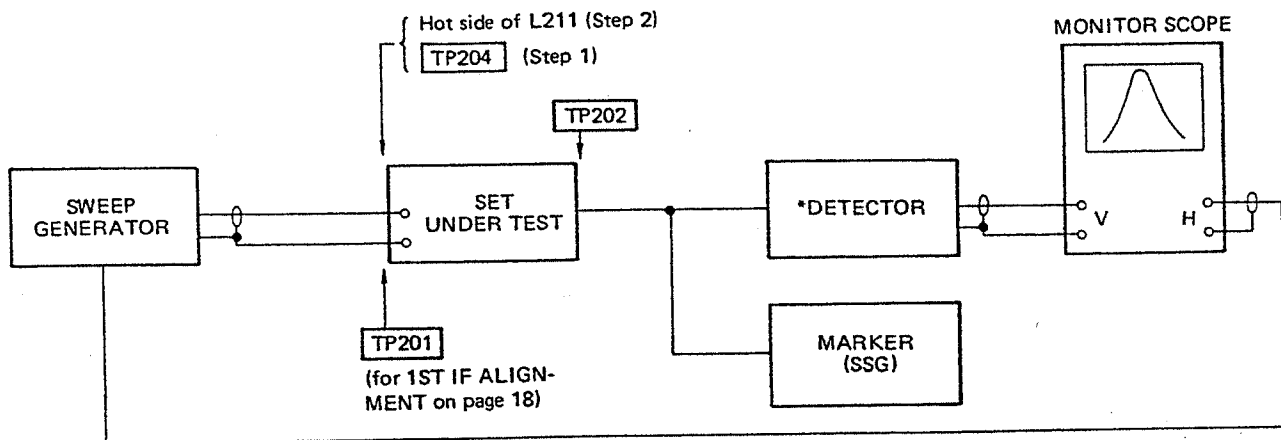 Hot side of L211 (Step 2)
TP204 (Step 1)
MONITOR SCOPE
TP202
SWEEP
GENERATOR
SET
UNDER TEST
*DETECTOR
V
H
TP201
(for 1ST IF ALIGN-
MENT on page 18)
MARKER
(SSG)